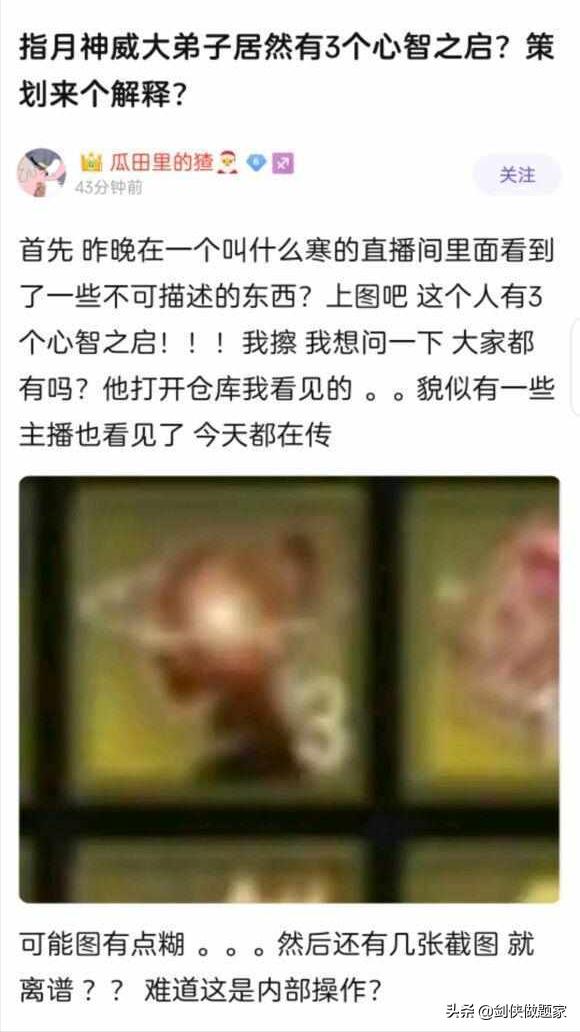 指月神威大弟子居然有3个心智之启？策
划来个解释？
瓜田里的猹
6
43分钟前
关注
首先 昨晚在一个叫什么寒的直播间里面看到
了一些不可描述的东西？上图吧 这个人有3
个心智之启！！！我擦 我想问一下 大家都
有吗？他打开仓库我看见的 。。貌似有一些
主播也看见了 今天都在传
3
可能图有点糊 。。。然后还有几张截图 就
离谱？？ 难道这是内部操作？
头条 @剑侠做题家